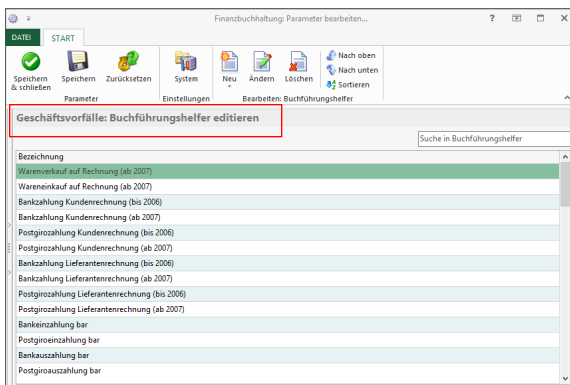 Finanzbuchhaltung: Parameter bearbeiten...
DATEI START
Speichern & schließen
Speichern
Zurücksetzen
System
Neu
Ändern
Löschen
Nach oben
Nach unten
Sortieren
Parameter
Einstellungen
Bearbeiten: Buchführungshelfer
Geschäftsvorfälle: Buchführungshelfer editieren
Suche in Buchführungshelfer
Bezeichnung
Warenverkauf auf Rechnung (ab 2007)
Wareneinkauf auf Rechnung (ab 2007)
Bankzahlung Kundenrechnung (bis 2006)
Bankzahlung Kundenrechnung (ab 2007)
Postgirozahlung Kundenrechnung (bis 2006)
Postgirozahlung Kundenrechnung (ab 2007)
Bankzahlung Lieferantenrechnung (bis 2006)
Bankzahlung Lieferantenrechnung (ab 2007)
Postgirozahlung Lieferantenrechnung (bis 2006)
Postgirozahlung Lieferantenrechnung (ab 2007)
Bankeinzahlung bar
Postgiroeinzahlung bar
Bankauszahlung bar
Postgiroauszahlung bar